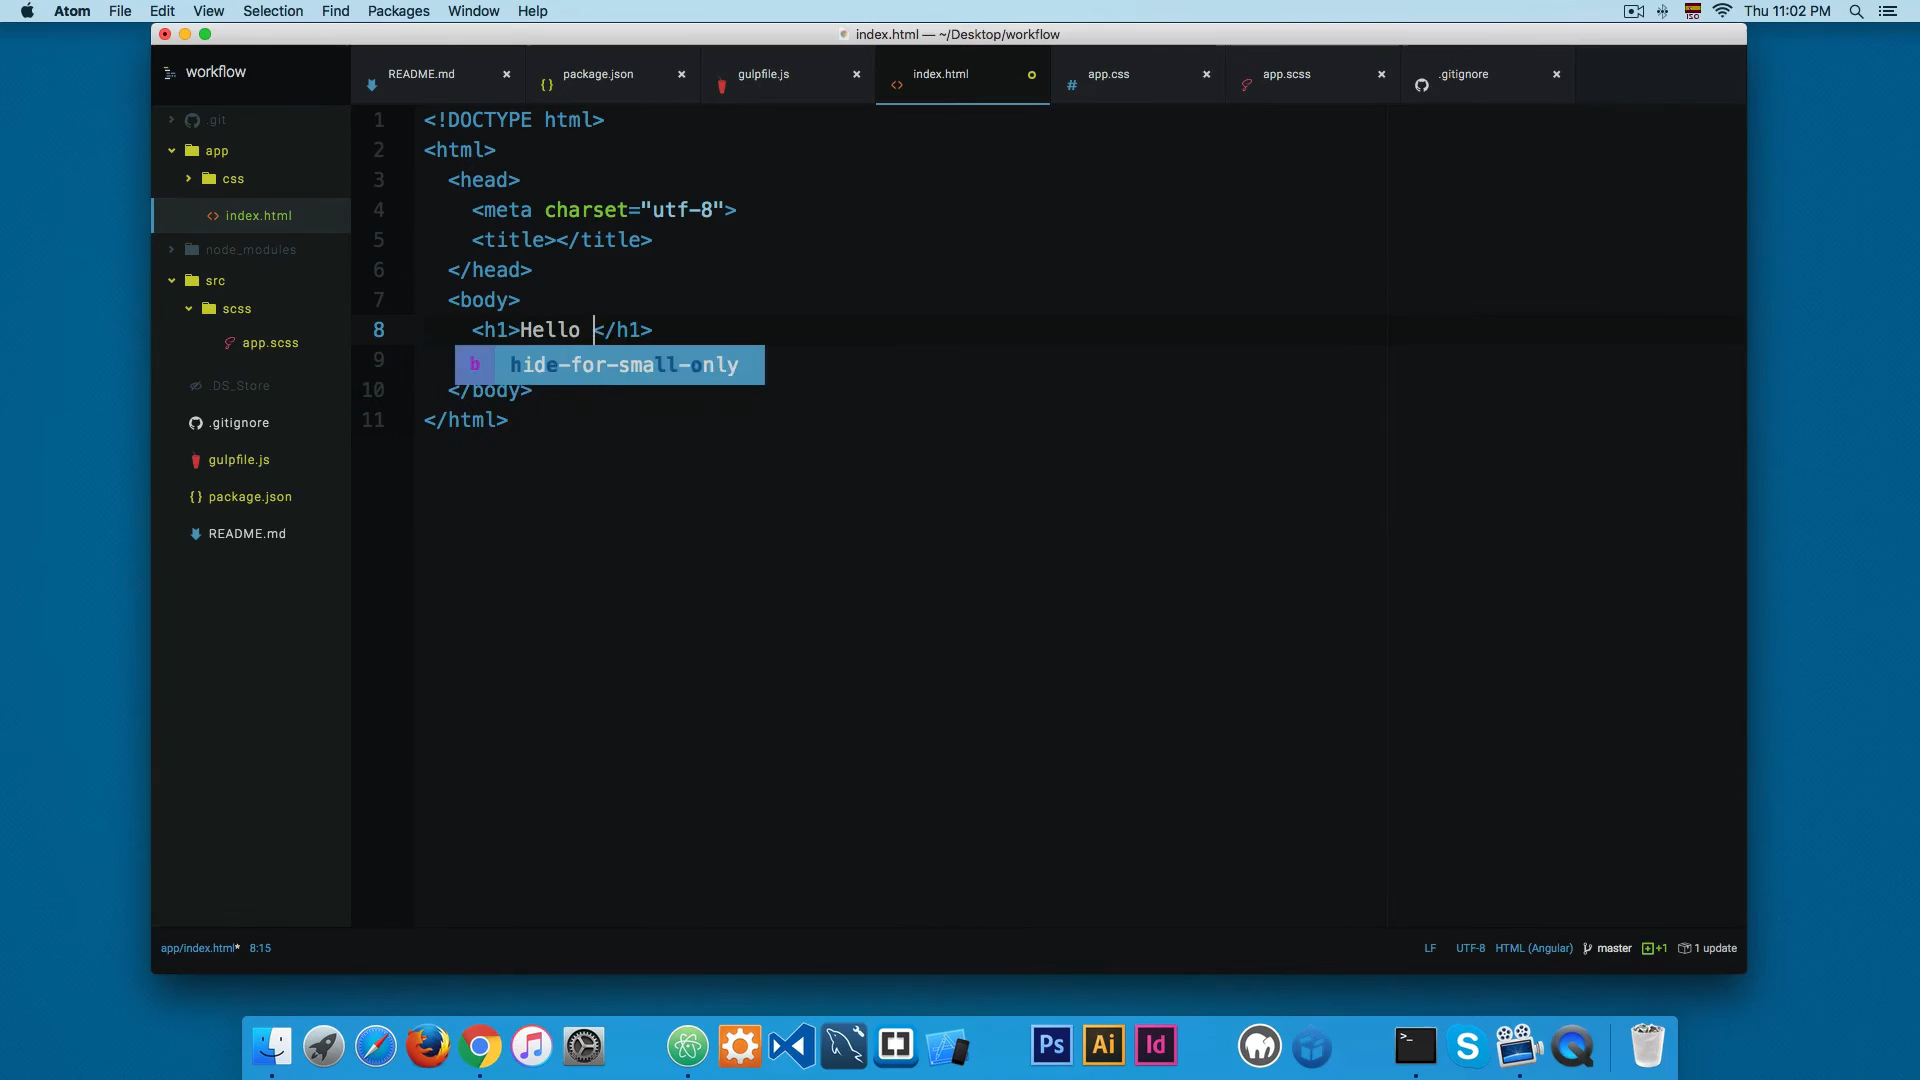 Atom File Edit View Selection Find Packages Window Help ISO Thu 11:02 PM
index.html — ~/Desktop/workflow
workflow
README.md package.json gulpfile.js index.html app.css app.scss .gitignore
.git
app
css
index.html
node_modules
src
scss
app.scss
.DS_Store
.gitignore
gulpfile.js
package.json
README.md
1 <!DOCTYPE html>
2 <html>
3 <head>
4 <meta charset="utf-8">
5 <title></title>
6 </head>
7 <body>
8 <h1>Hello </h1>
9
b hide-for-small-only
10 </body>
11 </html>
app/index.html* 8:15 LF UTF-8 HTML (Angular) master +1 1 update
Ps Ai Id